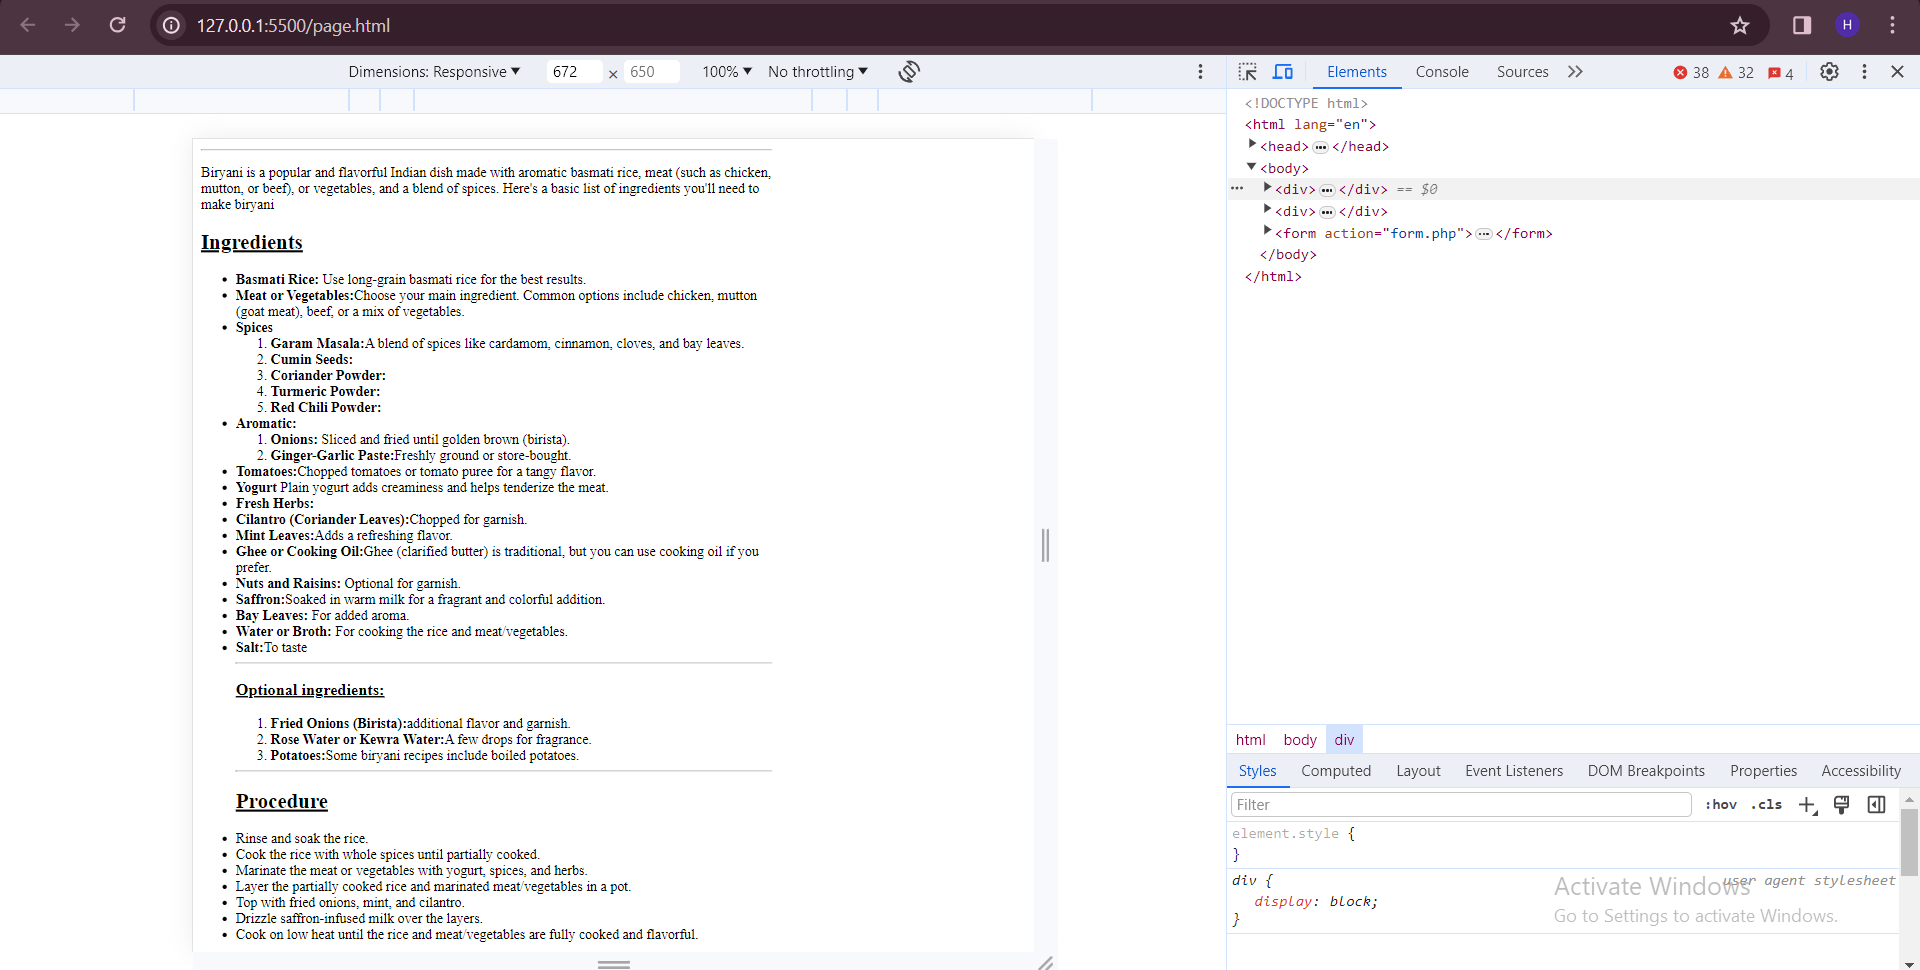 127.0.0.1:5500/page.html
H
Dimensions: Responsive ▼ 672 × 650 100% ▼ No throttling ▼
Elements Console Sources 38 32 4
Biryani is a popular and flavorful Indian dish made with aromatic basmati rice, meat (such as chicken,
mutton, or beef), or vegetables, and a blend of spices. Here's a basic list of ingredients you'll need to
make biryani
Ingredients
• Basmati Rice: Use long-grain basmati rice for the best results.
• Meat or Vegetables:Choose your main ingredient. Common options include chicken, mutton
(goat meat), beef, or a mix of vegetables.
• Spices
1. Garam Masala:A blend of spices like cardamom, cinnamon, cloves, and bay leaves.
2. Cumin Seeds:
3. Coriander Powder:
4. Turmeric Powder:
5. Red Chili Powder:
• Aromatic:
1. Onions: Sliced and fried until golden brown (birista).
2. Ginger-Garlic Paste:Freshly ground or store-bought.
• Tomatoes:Chopped tomatoes or tomato puree for a tangy flavor.
• Yogurt Plain yogurt adds creaminess and helps tenderize the meat.
• Fresh Herbs:
• Cilantro (Coriander Leaves):Chopped for garnish.
• Mint Leaves:Adds a refreshing flavor.
• Ghee or Cooking Oil:Ghee (clarified butter) is traditional, but you can use cooking oil if you
prefer.
• Nuts and Raisins: Optional for garnish.
• Saffron:Soaked in warm milk for a fragrant and colorful addition.
• Bay Leaves: For added aroma.
• Water or Broth: For cooking the rice and meat/vegetables.
• Salt:To taste
Optional ingredients:
1. Fried Onions (Birista):additional flavor and garnish.
2. Rose Water or Kewra Water:A few drops for fragrance.
3. Potatoes:Some biryani recipes include boiled potatoes.
Procedure
• Rinse and soak the rice.
• Cook the rice with whole spices until partially cooked.
• Marinate the meat or vegetables with yogurt, spices, and herbs.
• Layer the partially cooked rice and marinated meat/vegetables in a pot.
• Top with fried onions, mint, and cilantro.
• Drizzle saffron-infused milk over the layers.
• Cook on low heat until the rice and meat/vegetables are fully cooked and flavorful.
<!DOCTYPE html>
<html lang="en">
<head>…</head>
<body>
<div>…</div> == $0
<div>…</div>
<form action="form.php">…</form>
</body>
</html>
html body div
Styles Computed Layout Event Listeners DOM Breakpoints Properties Accessibility
Filter :hov .cls
element.style {
}
div { user agent stylesheet
display: block;
}
Activate Windows
Go to Settings to activate Windows.